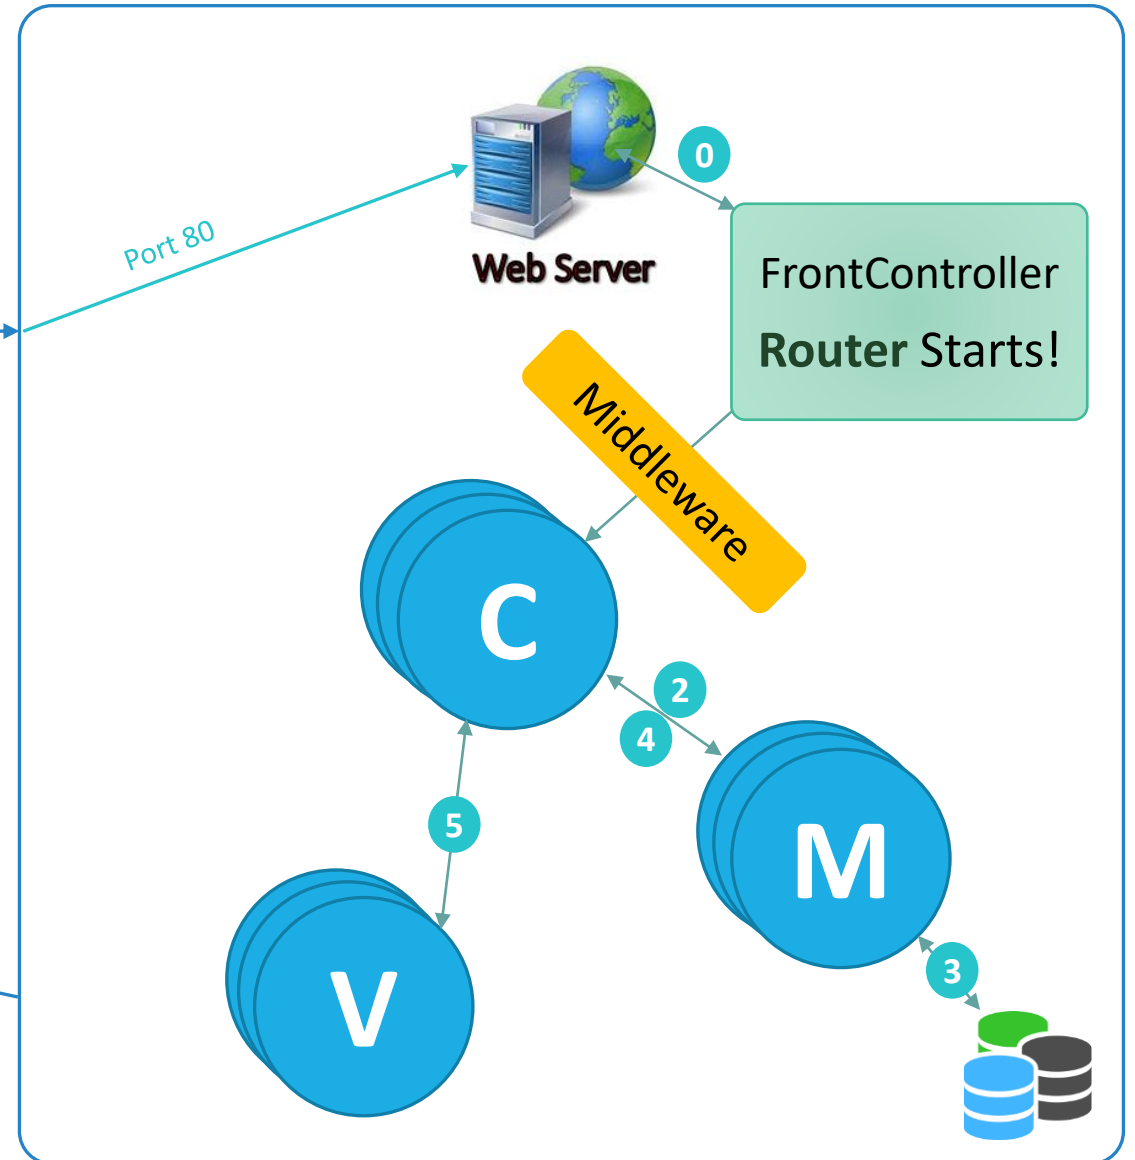 0
Port 80
Web Server
FrontController
Router Starts!
Middleware
C
2
4
5
M
V
3